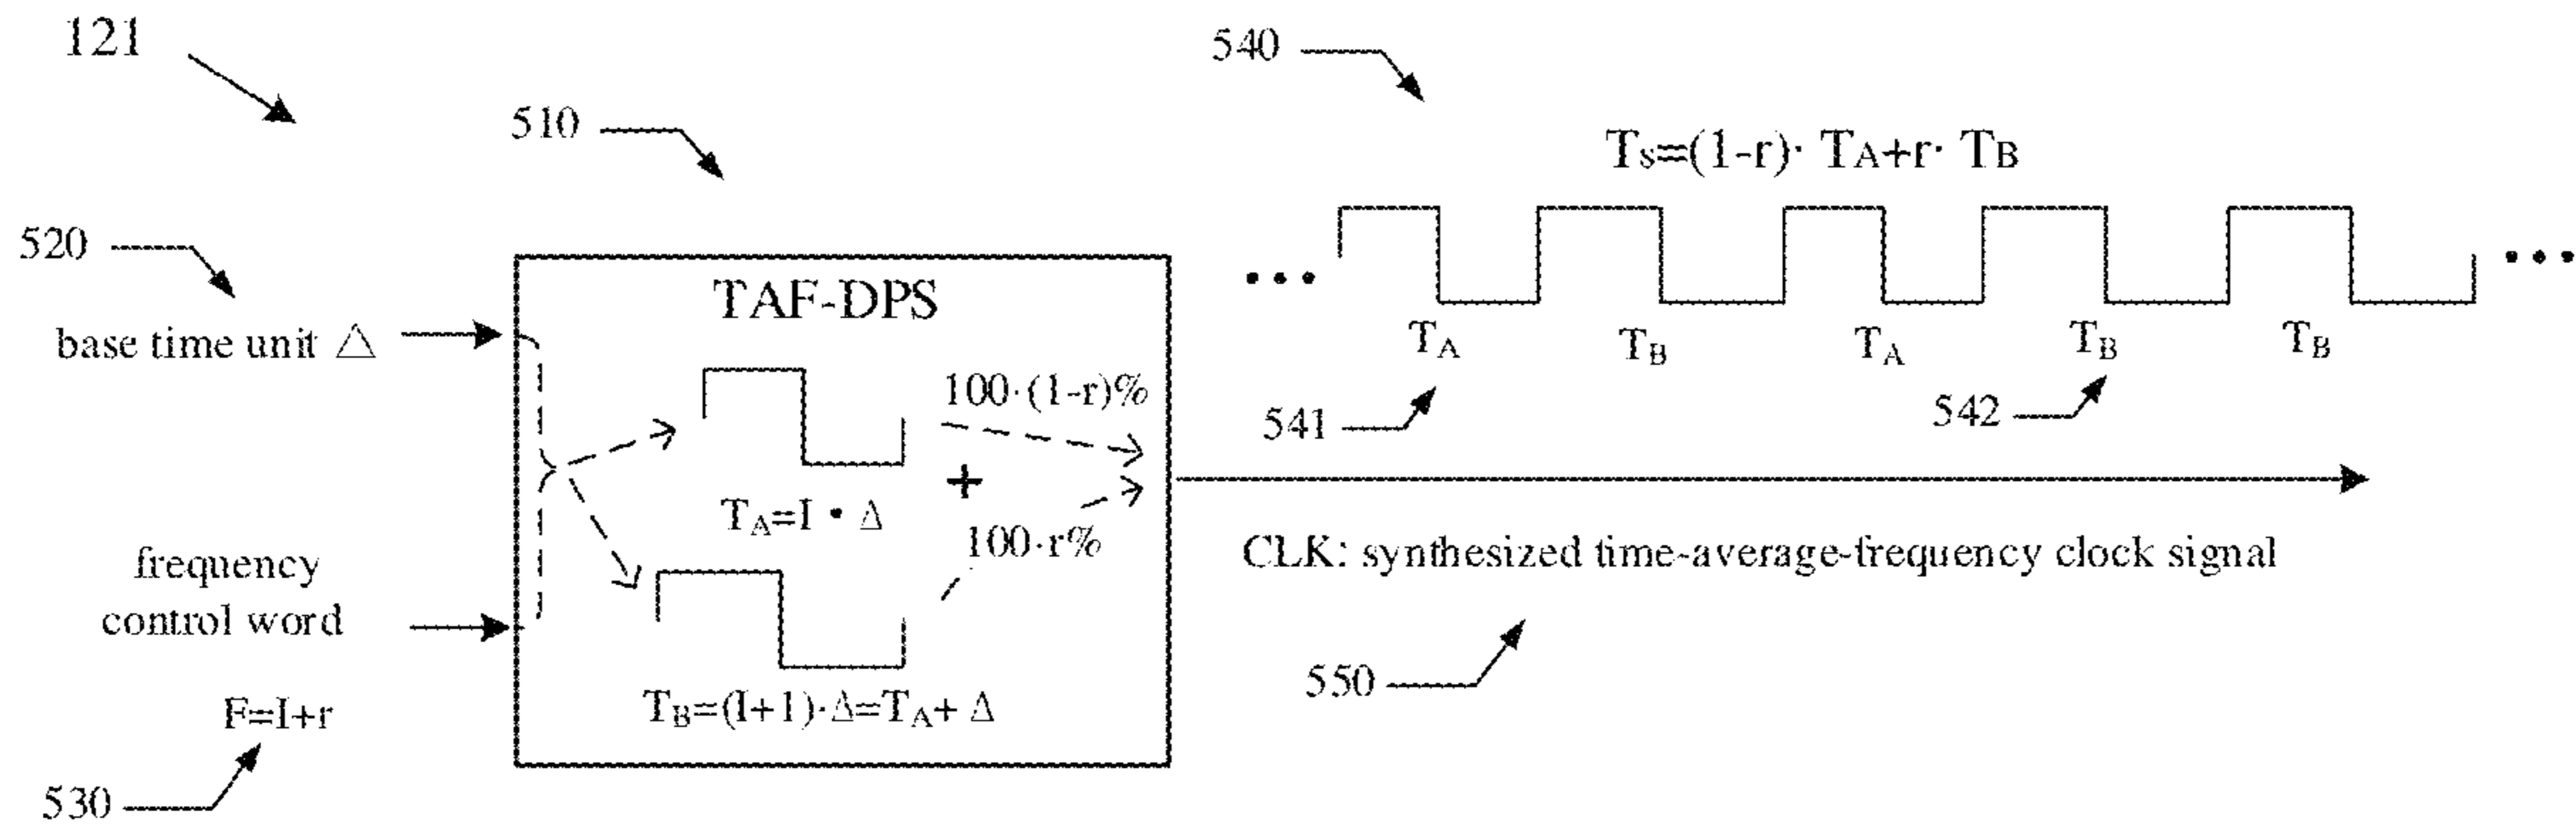 121
540
510
Ts=(1-r)· TA+r· TB
520
TAF-DPS
base time unit △
TA
TB
TA
TB
TB
100·(1-r)%
541
542
+
TA=I • Δ
100·r%
CLK: synthesized time-average-frequency clock signal
frequency
control word
550
TB=(I+1)·Δ=TA+ Δ
F=I+r
530